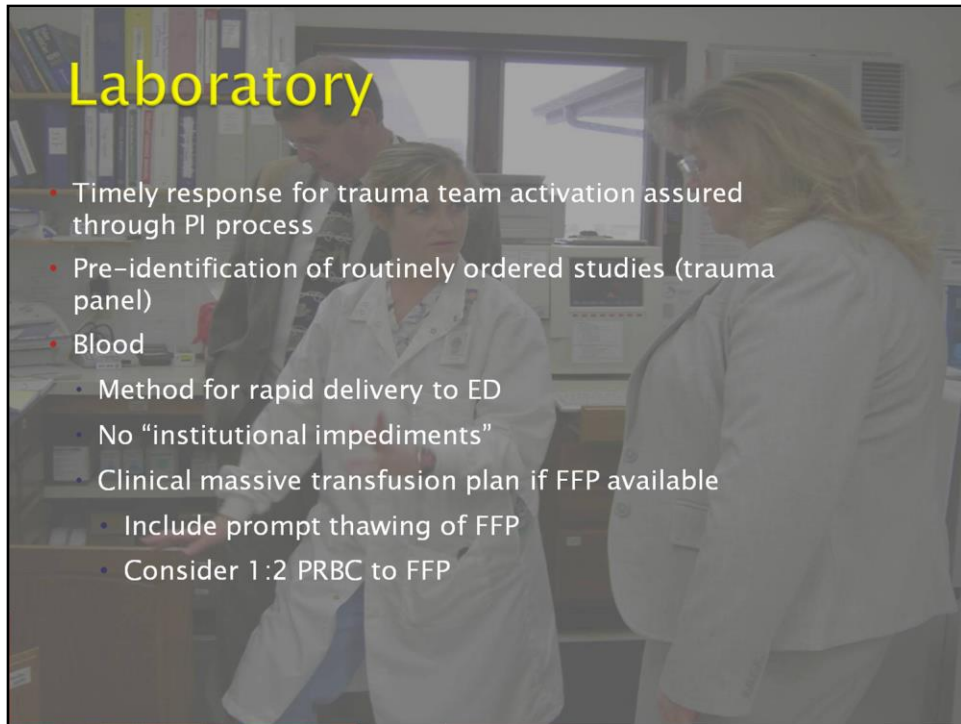 Laboratory
• Timely response for trauma team activation assured
through PI process
• Pre-identification of routinely ordered studies (trauma
panel)
• Blood
• Method for rapid delivery to ED
• No “institutional impediments”
• Clinical massive transfusion plan if FFP available
• Include prompt thawing of FFP
• Consider 1:2 PRBC to FFP